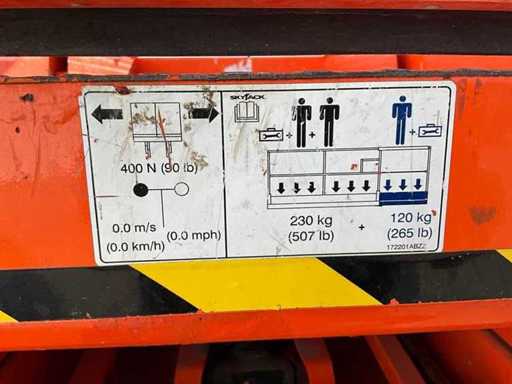 400 N (90 lb)
0.0 m/s
(0.0 km/h)
(0.0 mph)
SKYJACK
÷ +
+
230 kg
(507 lb)
+
120 kg
(265 lb)
172201ABZZ